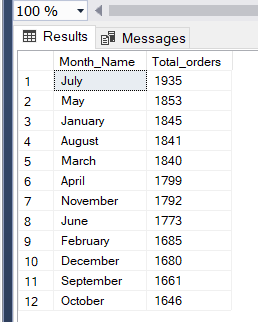 100 %
Results Messages
Month_Name Total_orders
1 July 1935
2 May 1853
3 January 1845
4 August 1841
5 March 1840
6 April 1799
7 November 1792
8 June 1773
9 February 1685
10 December 1680
11 September 1661
12 October 1646